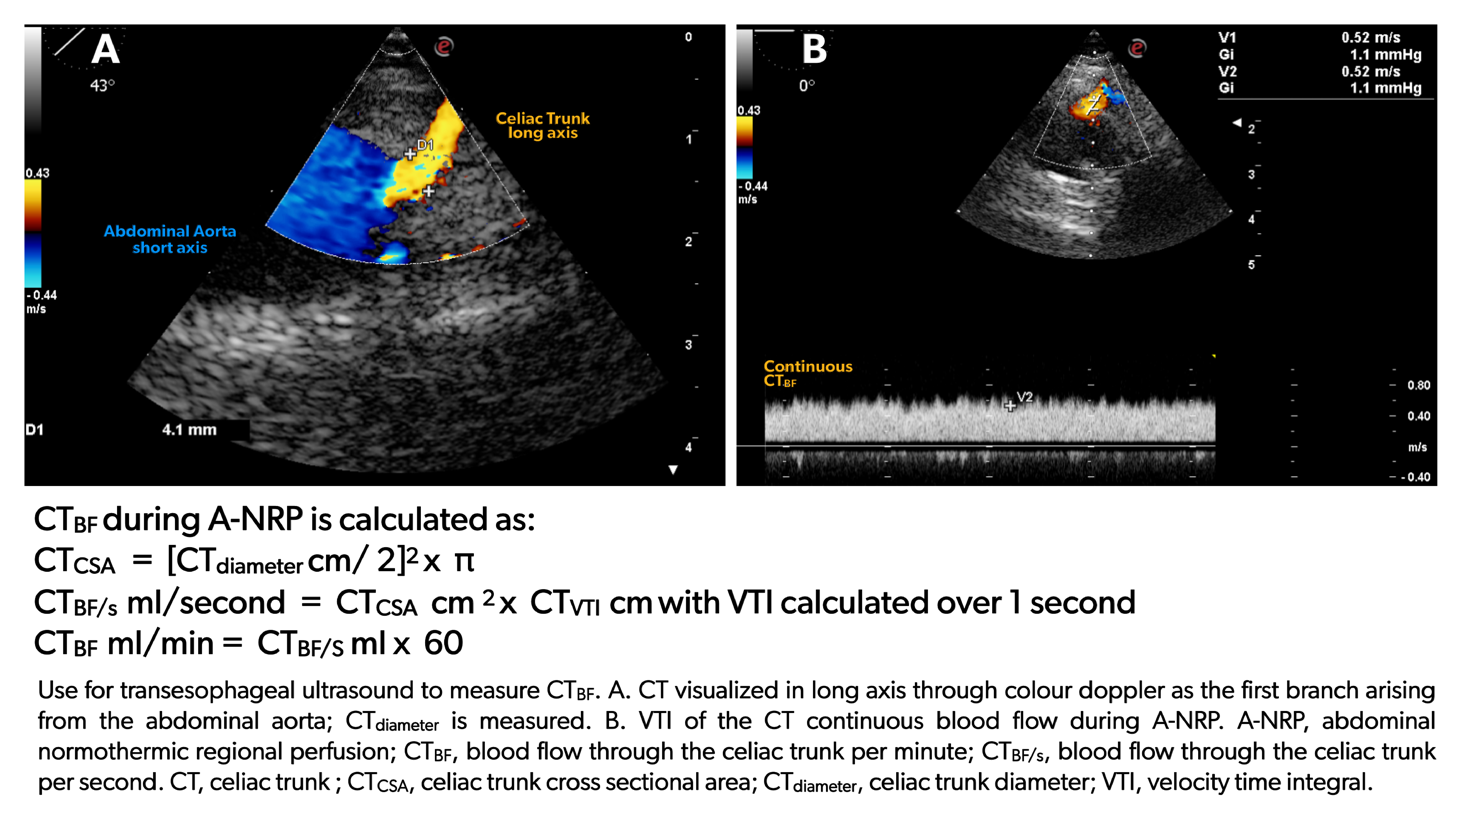 A
43°
0.43
- 0.44
m/s
Celiac Trunk
long axis
D1
Abdominal Aorta
short axis
0
1
2
3
4
D1 4.1 mm
B
0°
V1 0.52 m/s
Gi 1.1 mmHg
V2 0.52 m/s
Gi 1.1 mmHg
0.43
- 0.44
m/s
2
3
4
5
Continuous
CTBF
V2
0.80
0.40
m/s
- 0.40
CTBF during A-NRP is calculated as:
CTCSA = [CTdiameter cm/ 2]² x π
CTBF/s ml/second = CTCSA cm ² x CTVTI cm with VTI calculated over 1 second
CTBF ml/min = CTBF/S ml x 60
Use for transesophageal ultrasound to measure CTBF. A. CT visualized in long axis through colour doppler as the first branch arising
from the abdominal aorta; CTdiameter is measured. B. VTI of the CT continuous blood flow during A-NRP. A-NRP, abdominal
normothermic regional perfusion; CTBF, blood flow through the celiac trunk per minute; CTBF/s, blood flow through the celiac trunk
per second. CT, celiac trunk ; CTCSA, celiac trunk cross sectional area; CTdiameter, celiac trunk diameter; VTI, velocity time integral.